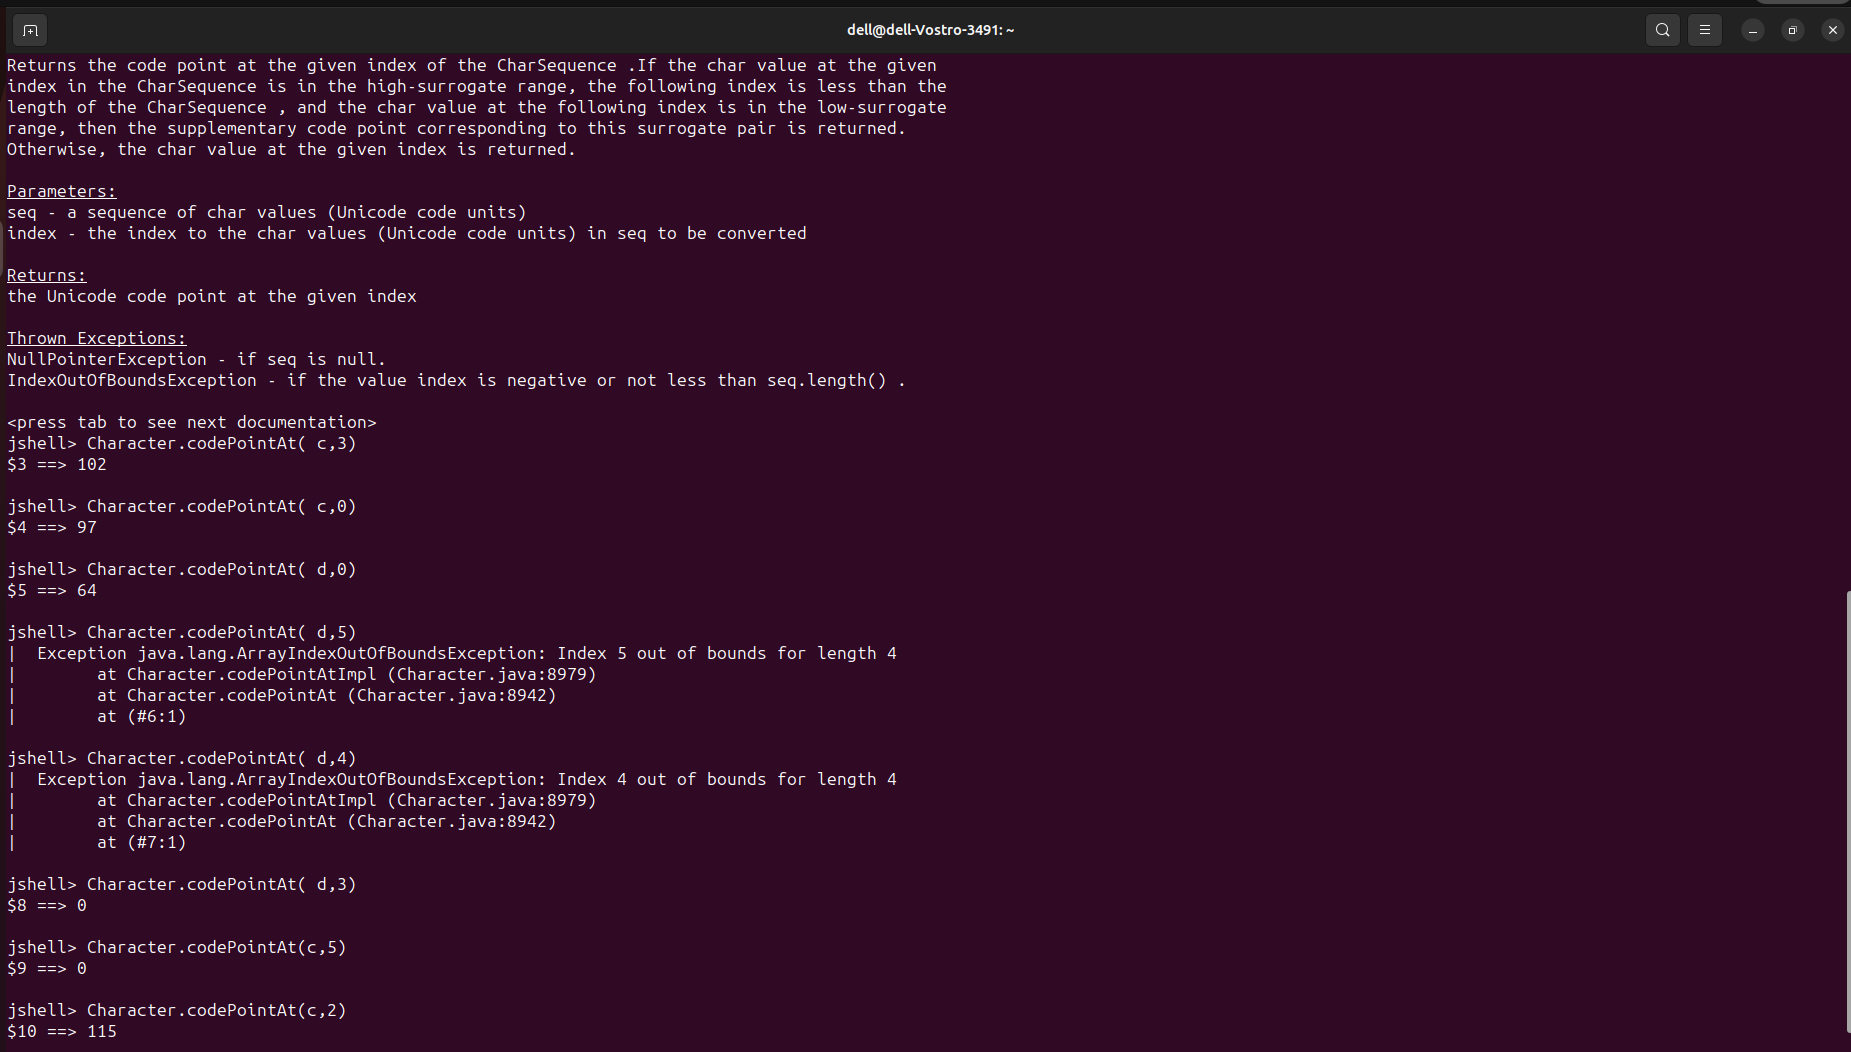 dell@dell-Vostro-3491: ~
Returns the code point at the given index of the CharSequence .If the char value at the given
index in the CharSequence is in the high-surrogate range, the following index is less than the
length of the CharSequence , and the char value at the following index is in the low-surrogate
range, then the supplementary code point corresponding to this surrogate pair is returned.
Otherwise, the char value at the given index is returned.

Parameters:
seq - a sequence of char values (Unicode code units)
index - the index to the char values (Unicode code units) in seq to be converted

Returns:
the Unicode code point at the given index

Thrown Exceptions:
NullPointerException - if seq is null.
IndexOutOfBoundsException - if the value index is negative or not less than seq.length() .

<press tab to see next documentation>
jshell> Character.codePointAt( c,3)
$3 ==> 102

jshell> Character.codePointAt( c,0)
$4 ==> 97

jshell> Character.codePointAt( d,0)
$5 ==> 64

jshell> Character.codePointAt( d,5)
|  Exception java.lang.ArrayIndexOutOfBoundsException: Index 5 out of bounds for length 4
|        at Character.codePointAtImpl (Character.java:8979)
|        at Character.codePointAt (Character.java:8942)
|        at (#6:1)

jshell> Character.codePointAt( d,4)
|  Exception java.lang.ArrayIndexOutOfBoundsException: Index 4 out of bounds for length 4
|        at Character.codePointAtImpl (Character.java:8979)
|        at Character.codePointAt (Character.java:8942)
|        at (#7:1)

jshell> Character.codePointAt( d,3)
$8 ==> 0

jshell> Character.codePointAt(c,5)
$9 ==> 0

jshell> Character.codePointAt(c,2)
$10 ==> 115